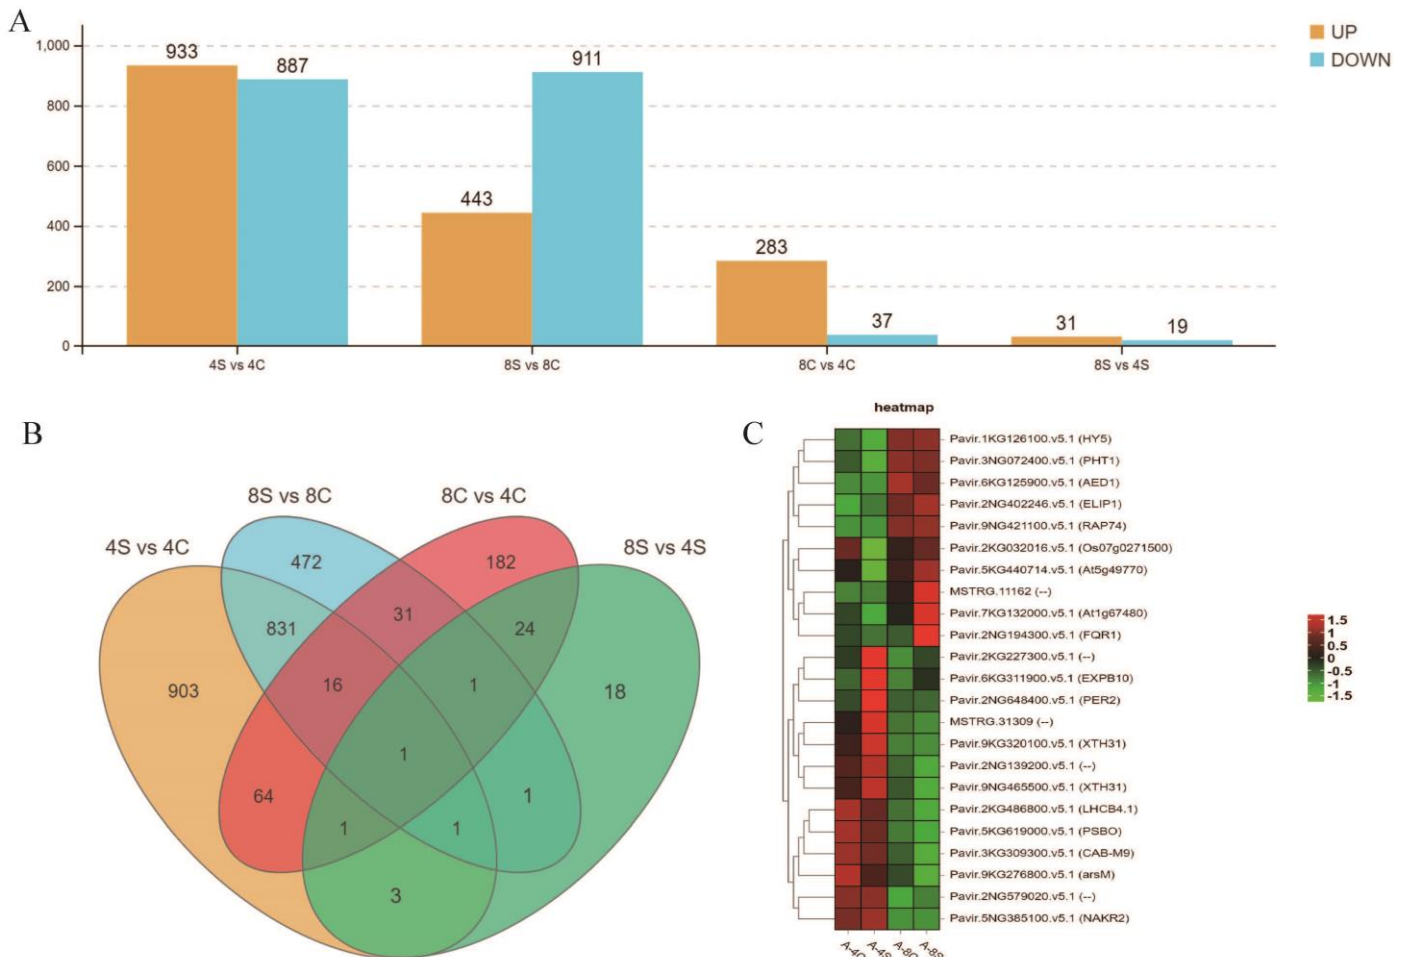 A
UP
DOWN
1,000
800
600
400
200
0
933
887
443
911
283
37
31
19
4S vs 4C
8S vs 8C
8C vs 4C
8S vs 4S
B
4S vs 4C
8S vs 8C
8C vs 4C
8S vs 4S
472
182
831
31
24
903
16
1
18
1
64
1
1
1
3
C
heatmap
Pavir.1KG126100.v5.1 (HY5)
Pavir.3NG072400.v5.1 (PHT1)
Pavir.6KG125900.v5.1 (AED1)
Pavir.2NG402246.v5.1 (ELIP1)
Pavir.9NG421100.v5.1 (RAP74)
Pavir.2KG032016.v5.1 (Os07g0271500)
Pavir.5KG440714.v5.1 (At5g49770)
MSTRG.11162 (--)
Pavir.7KG132000.v5.1 (At1g67480)
Pavir.2NG194300.v5.1 (FQR1)
Pavir.2KG227300.v5.1 (--)
Pavir.6KG311900.v5.1 (EXPB10)
Pavir.2NG648400.v5.1 (PER2)
MSTRG.31309 (--)
Pavir.9KG320100.v5.1 (XTH31)
Pavir.2NG139200.v5.1 (--)
Pavir.9NG465500.v5.1 (XTH31)
Pavir.2KG486800.v5.1 (LHCB4.1)
Pavir.5KG619000.v5.1 (PSBO)
Pavir.3KG309300.v5.1 (CAB-M9)
Pavir.9KG276800.v5.1 (arsM)
Pavir.2NG579020.v5.1 (--)
Pavir.5NG385100.v5.1 (NAKR2)
1.5
1
0.5
0
-0.5
-1
-1.5